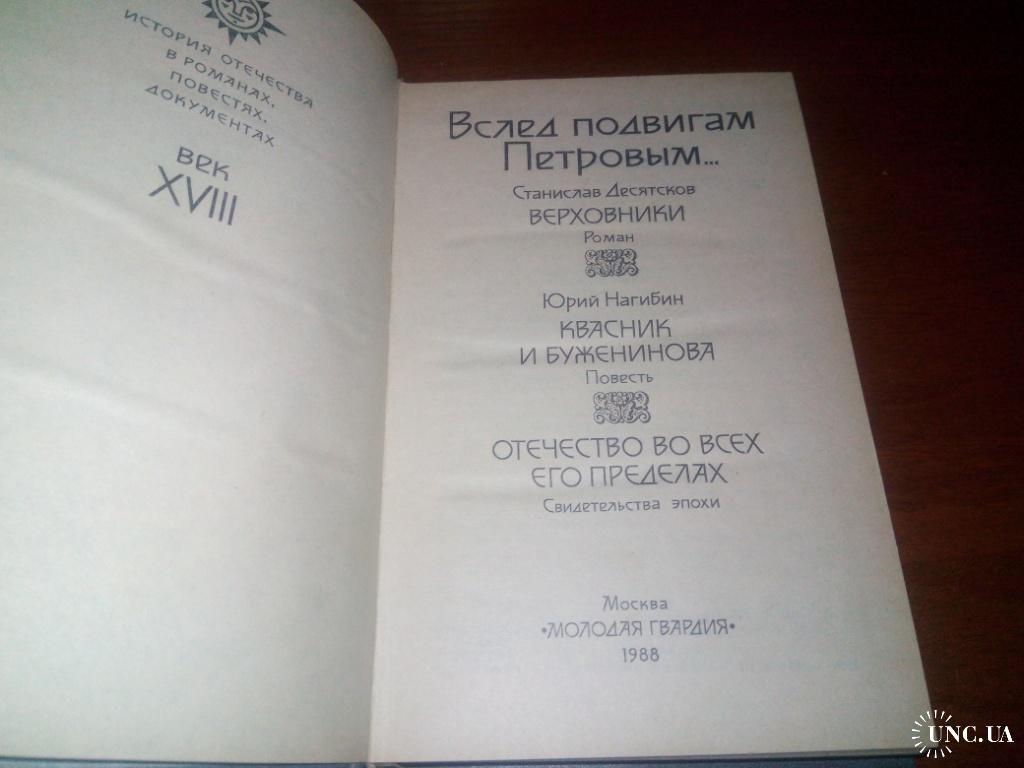 ИСТОРИЯ ОТЕЧЕСТВА
В РОМАНАХ,
ПОВЕСТЯХ,
ДОКУМЕНТАХ
ВЕК
XVIII
Вслед подвигам
Петровым...
Станислав Десятсков
ВЕРХОВНИКИ
Роман
Юрий Нагибин
КВАСНИК
И БУЖЕНИНОВА
Повесть
ОТЕЧЕСТВО ВО ВСЕХ
ЕГО ПРЕДЕЛАХ
Свидетельства эпохи
Москва
•МОЛОДАЯ ГВАРДИЯ•
1988
UNC.UA